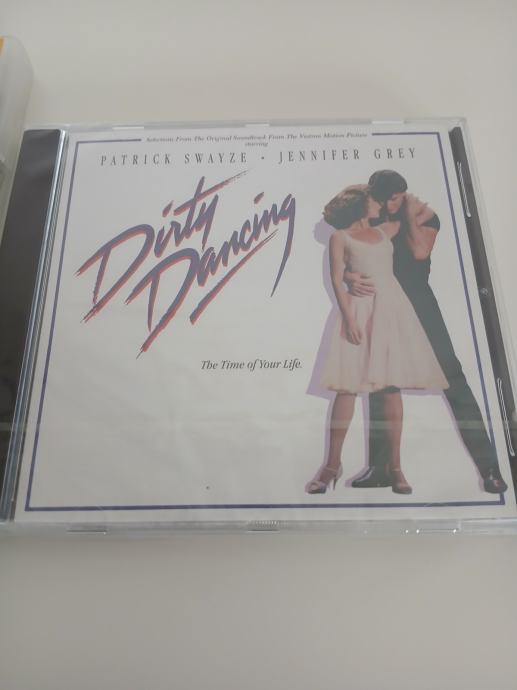 Selections From The Original Soundtrack From The Vestron Motion Picture
starring
PATRICK SWAYZE • JENNIFER GREY
Dirty
Dancing
The Time of Your Life.